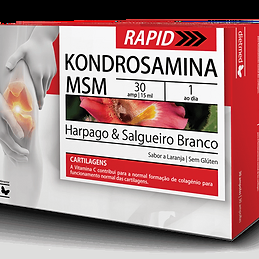 RAPID
KONDROSAMINA
MSM
30
amp | 15 ml
1
ao dia
Harpago & Salgueiro Branco
Sabor a Laranja | Sem Glúten
CARTILAGENS
A Vitamina C contribui para a normal formação de colagénio para
funcionamento normal das cartilagens.
dietmed